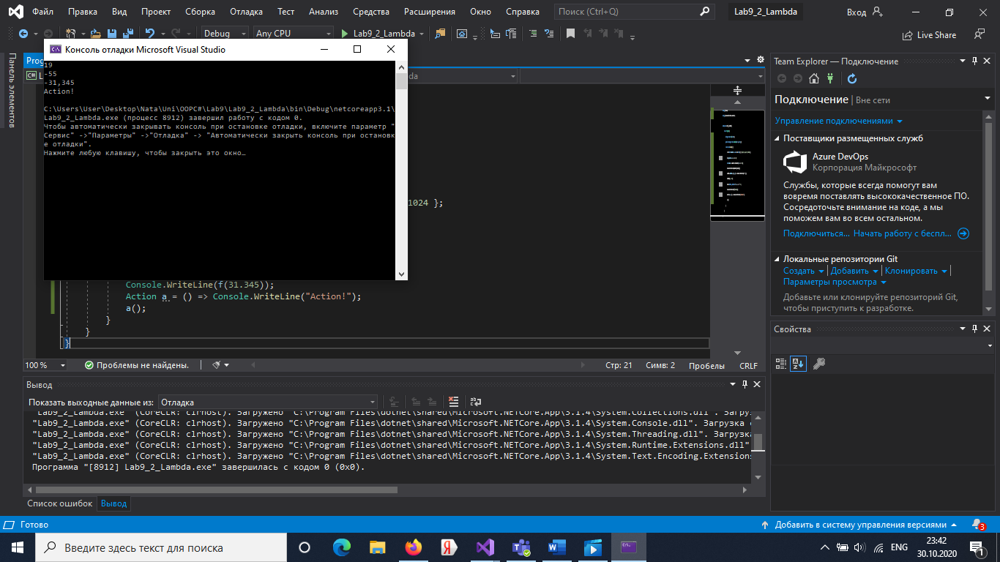 Файл Правка Вид Проект Сборка Отладка Тест Анализ Средства Расширения Окно Справка Поиск (Ctrl+Q) Lab9_2_Lambda Вход
Debug Any CPU Lab9_2_Lambda Live Share
Панель элементов
Консоль отладки Microsoft Visual Studio
19
-55
-31,345
Action!
C:\Users\User\Desktop\Nata\Uni\OOPC#\Lab9\Lab9_2_Lambda\bin\Debug\netcoreapp3.1\
Lab9_2_Lambda.exe (процесс 8912) завершил работу с кодом 0.
Чтобы автоматически закрывать консоль при остановке отладки, включите параметр "
Сервис" ->"Параметры" ->"Отладка" -> "Автоматически закрыть консоль при остановк
е отладки".
Нажмите любую клавишу, чтобы закрыть это окно…
Prog
C# L
da
1024 };
Console.WriteLine(f(31.345));
Action a = () => Console.WriteLine("Action!");
a();
}
}
}
100 % Проблемы не найдены. Стр: 21 Симв: 2 Пробелы CRLF
Вывод
Показать выходные данные из: Отладка
"Lab9_2_Lambda.exe" (CoreCLR: clrhost). Загружено "C:\Program Files\dotnet\shared\Microsoft.NETCore.App\3.1.4\System.Collections.dll". Загруз
"Lab9_2_Lambda.exe" (CoreCLR: clrhost). Загружено "C:\Program Files\dotnet\shared\Microsoft.NETCore.App\3.1.4\System.Console.dll". Загрузка
"Lab9_2_Lambda.exe" (CoreCLR: clrhost). Загружено "C:\Program Files\dotnet\shared\Microsoft.NETCore.App\3.1.4\System.Threading.dll". Загрузка
"Lab9_2_Lambda.exe" (CoreCLR: clrhost). Загружено "C:\Program Files\dotnet\shared\Microsoft.NETCore.App\3.1.4\System.Runtime.Extensions.dll"
"Lab9_2_Lambda.exe" (CoreCLR: clrhost). Загружено "C:\Program Files\dotnet\shared\Microsoft.NETCore.App\3.1.4\System.Text.Encoding.Extensions
Программа "[8912] Lab9_2_Lambda.exe" завершилась с кодом 0 (0x0).
Список ошибок Вывод
Team Explorer — Подключение
Подключение | Вне сети
Управление подключениями
Поставщики размещенных служб
Azure DevOps
Корпорация Майкрософт
Службы, которые всегда помогут вам
вовремя поставлять высококачественное ПО.
Сосредоточьте внимание на коде, а мы
поможем вам во всем остальном.
Подключиться... Начать работу с беспл...
Локальные репозитории Git
Создать | Добавить | Клонировать |
Параметры просмотра
Добавьте или клонируйте репозиторий Git,
чтобы приступить к разработке.
Свойства
Готово Добавить в систему управления версиями 3
Введите здесь текст для поиска ENG 23:42
30.10.2020 1